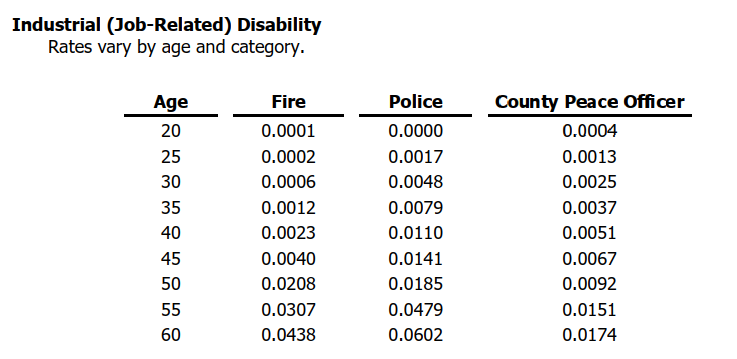 Industrial (Job-Related) Disability
Rates vary by age and category.
Age Fire Police County Peace Officer
20 0.0001 0.0000 0.0004
25 0.0002 0.0017 0.0013
30 0.0006 0.0048 0.0025
35 0.0012 0.0079 0.0037
40 0.0023 0.0110 0.0051
45 0.0040 0.0141 0.0067
50 0.0208 0.0185 0.0092
55 0.0307 0.0479 0.0151
60 0.0438 0.0602 0.0174